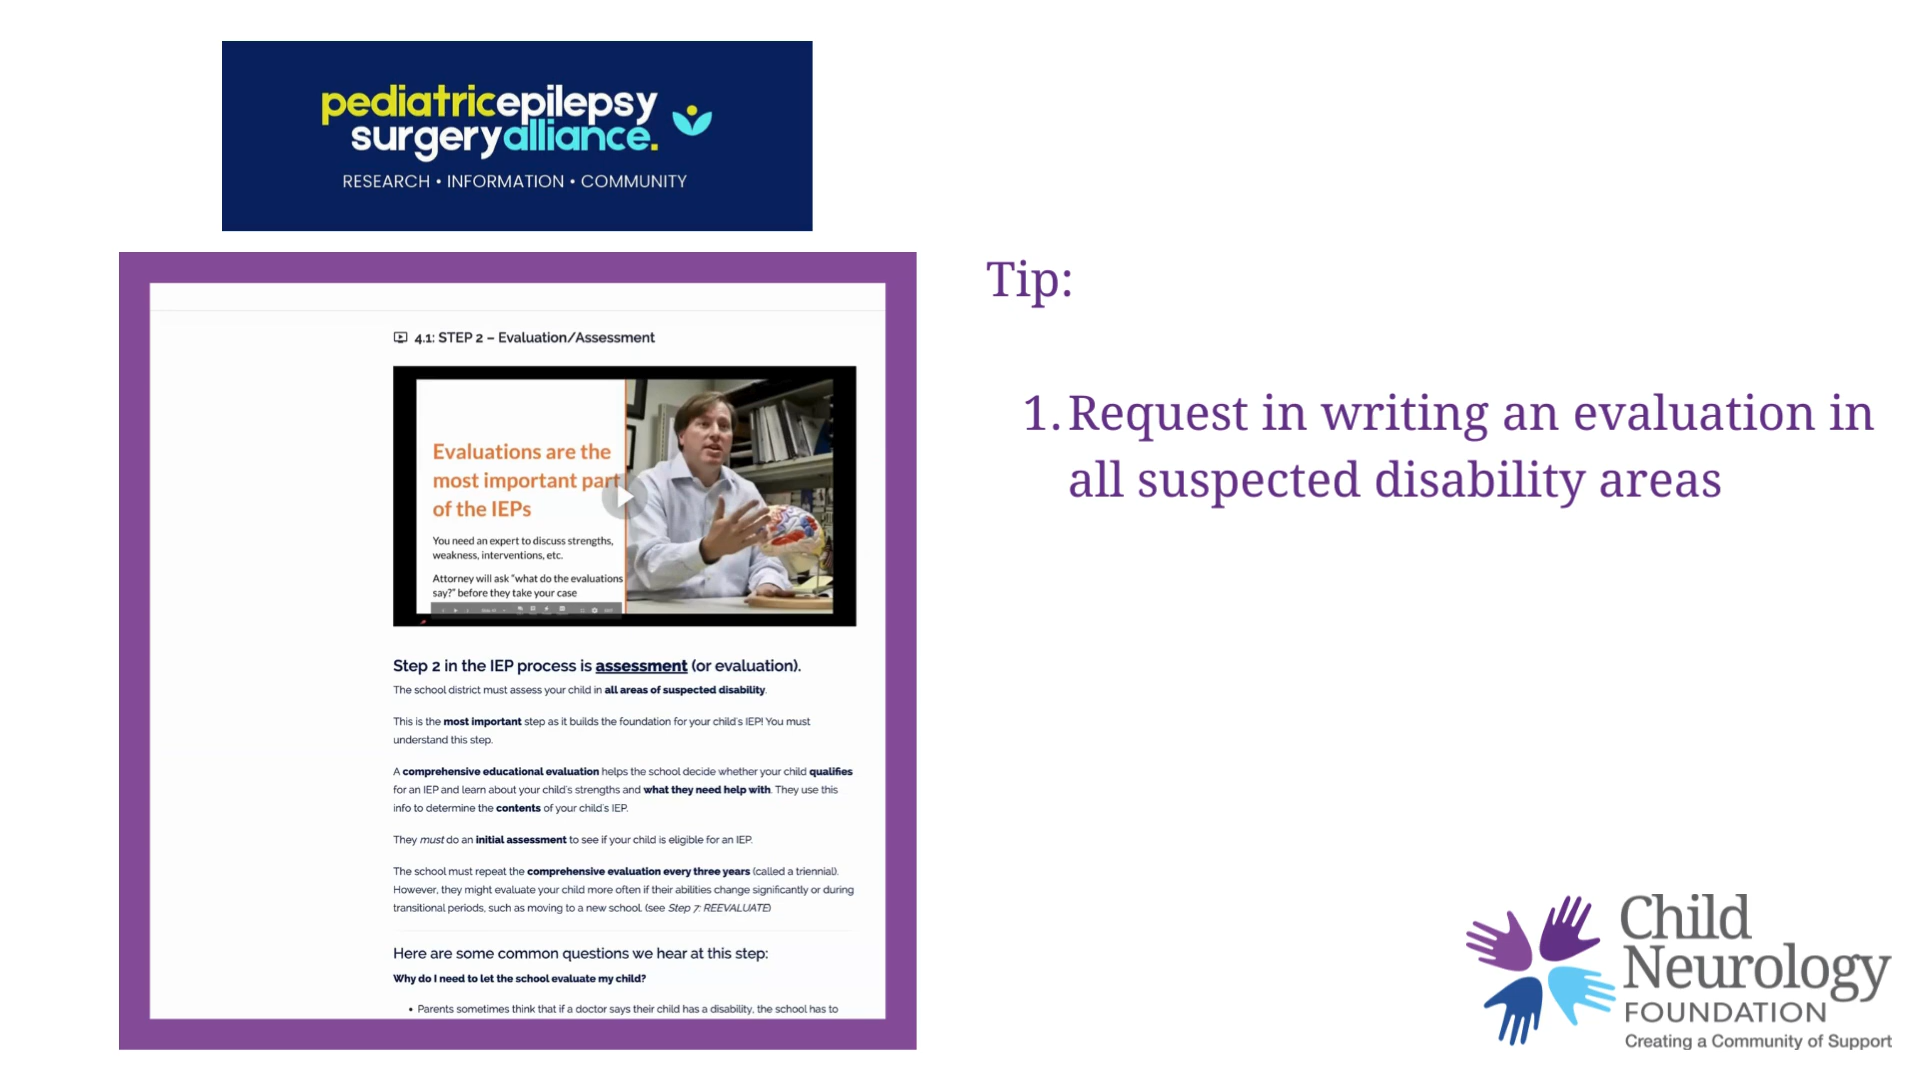 pediatricepilepsy
surgeryalliance.
RESEARCH • INFORMATION • COMMUNITY
4.1: STEP 2 – Evaluation/Assessment
Evaluations are the
most important part
of the IEPs
You need an expert to discuss strengths,
weakness, interventions, etc.
Attorney will ask "what do the evaluations
say?" before they take your case
Step 2 in the IEP process is assessment (or evaluation).
The school district must assess your child in all areas of suspected disability.
This is the most important step as it builds the foundation for your child's IEP! You must
understand this step.
A comprehensive educational evaluation helps the school decide whether your child qualifies
for an IEP and learn about your child's strengths and what they need help with. They use this
info to determine the contents of your child's IEP.
They must do an initial assessment to see if your child is eligible for an IEP.
The school must repeat the comprehensive evaluation every three years (called a triennial).
However, they might evaluate your child more often if their abilities change significantly or during
transitional periods, such as moving to a new school. (see Step 7: REEVALUATE)
Here are some common questions we hear at this step:
Why do I need to let the school evaluate my child?
• Parents sometimes think that if a doctor says their child has a disability, the school has to
Tip:
1. Request in writing an evaluation in
all suspected disability areas
Child
Neurology
FOUNDATION
Creating a Community of Support